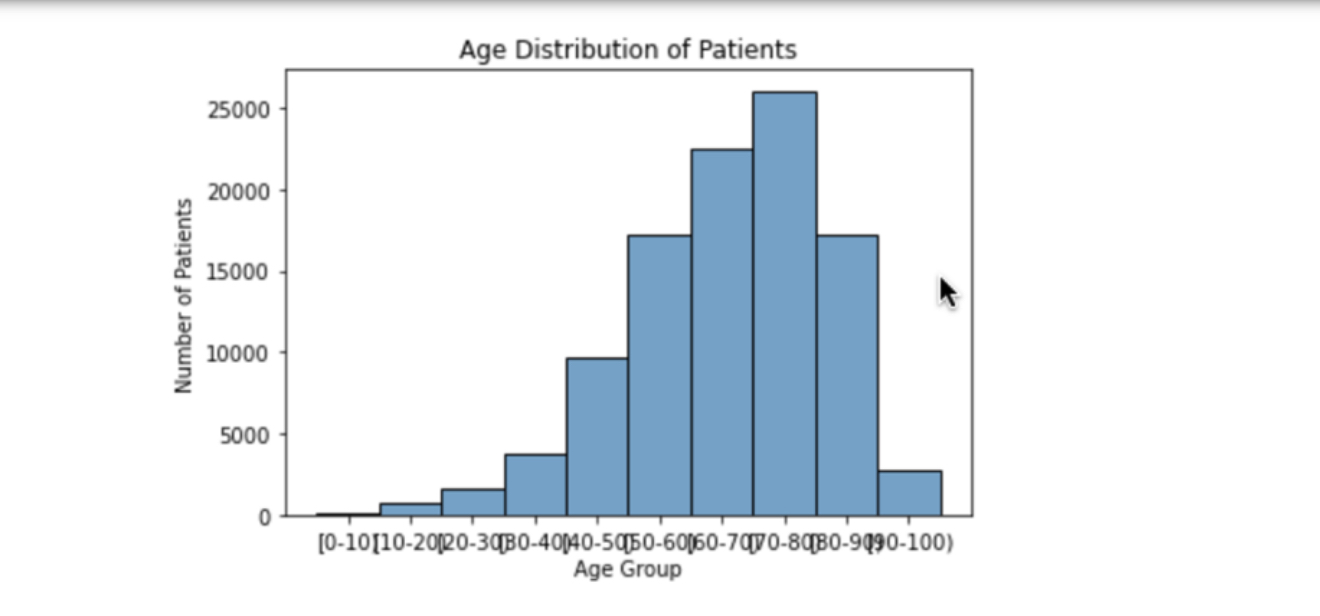 Age Distribution of Patients
25000
20000
15000
10000
5000
0
Number of Patients
[0-10) [10-20) [20-30) [30-40) [40-50) [50-60) [60-70) [70-80) [80-90) [90-100)
Age Group